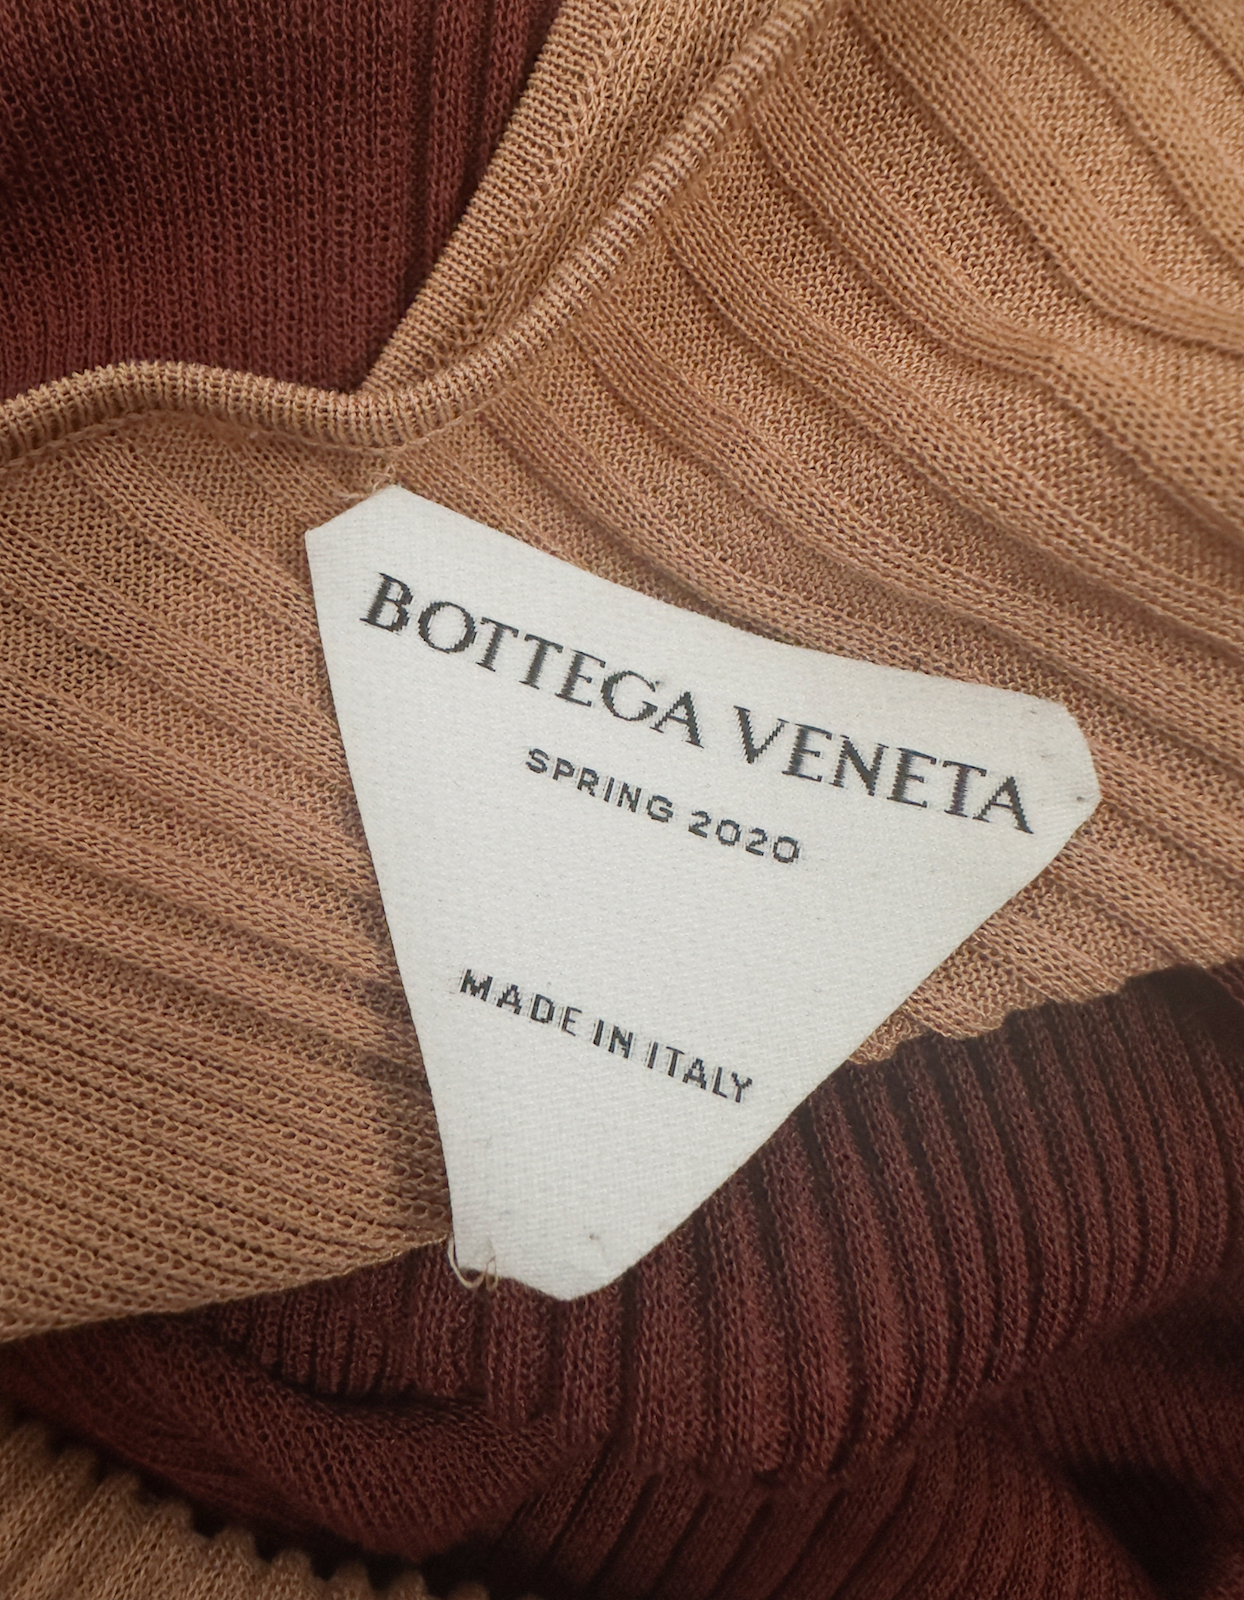 BOTTEGA VENETA
SPRING 2020
MADE IN ITALY